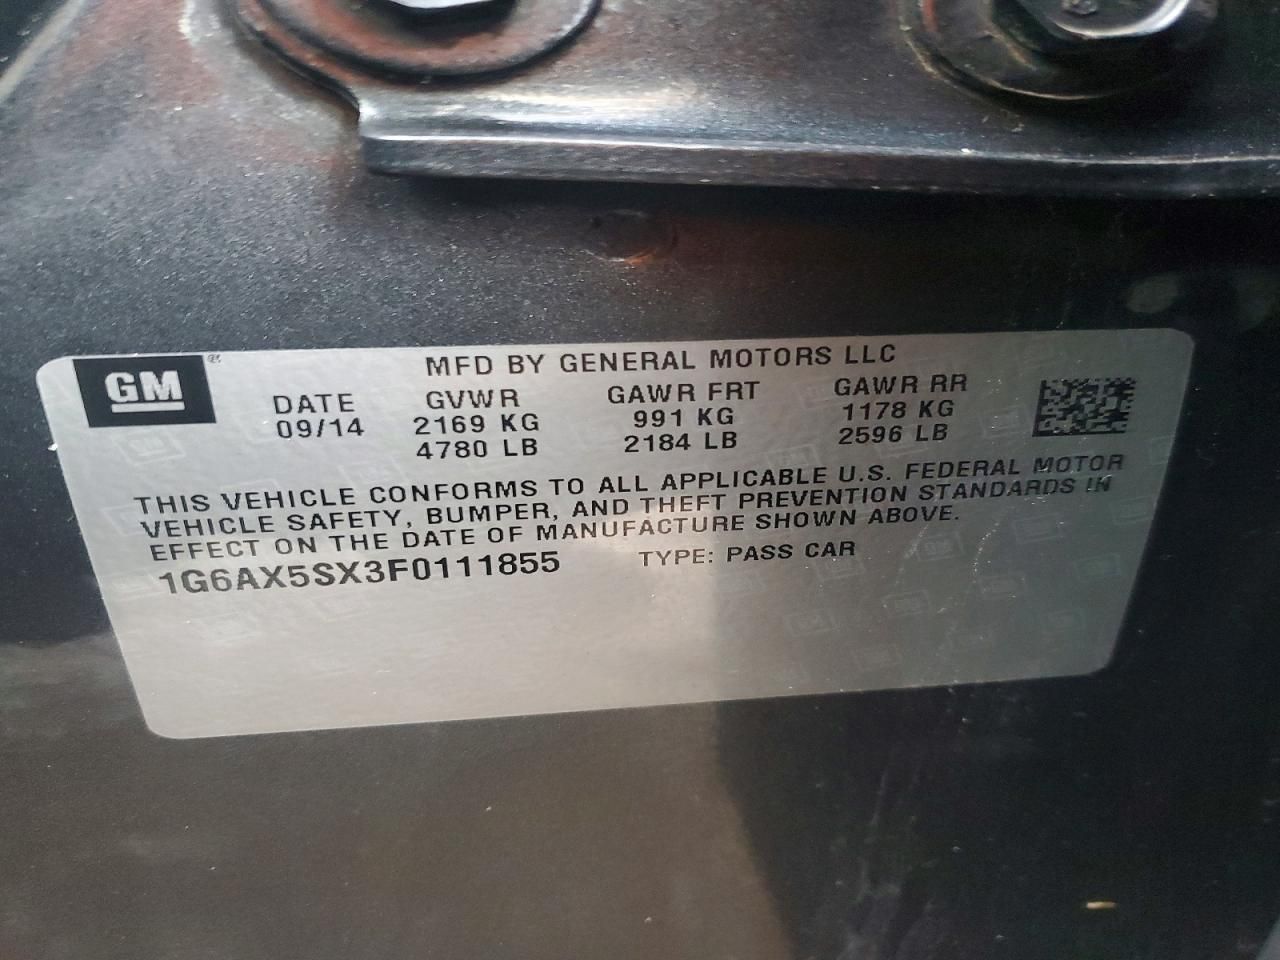 GM ®
MFD BY GENERAL MOTORS LLC
DATE GVWR GAWR FRT GAWR RR
09/14 2169 KG 991 KG 1178 KG
4780 LB 2184 LB 2596 LB
THIS VEHICLE CONFORMS TO ALL APPLICABLE U.S. FEDERAL MOTOR
VEHICLE SAFETY, BUMPER, AND THEFT PREVENTION STANDARDS IN
EFFECT ON THE DATE OF MANUFACTURE SHOWN ABOVE.
1G6AX5SX3F0111855 TYPE: PASS CAR